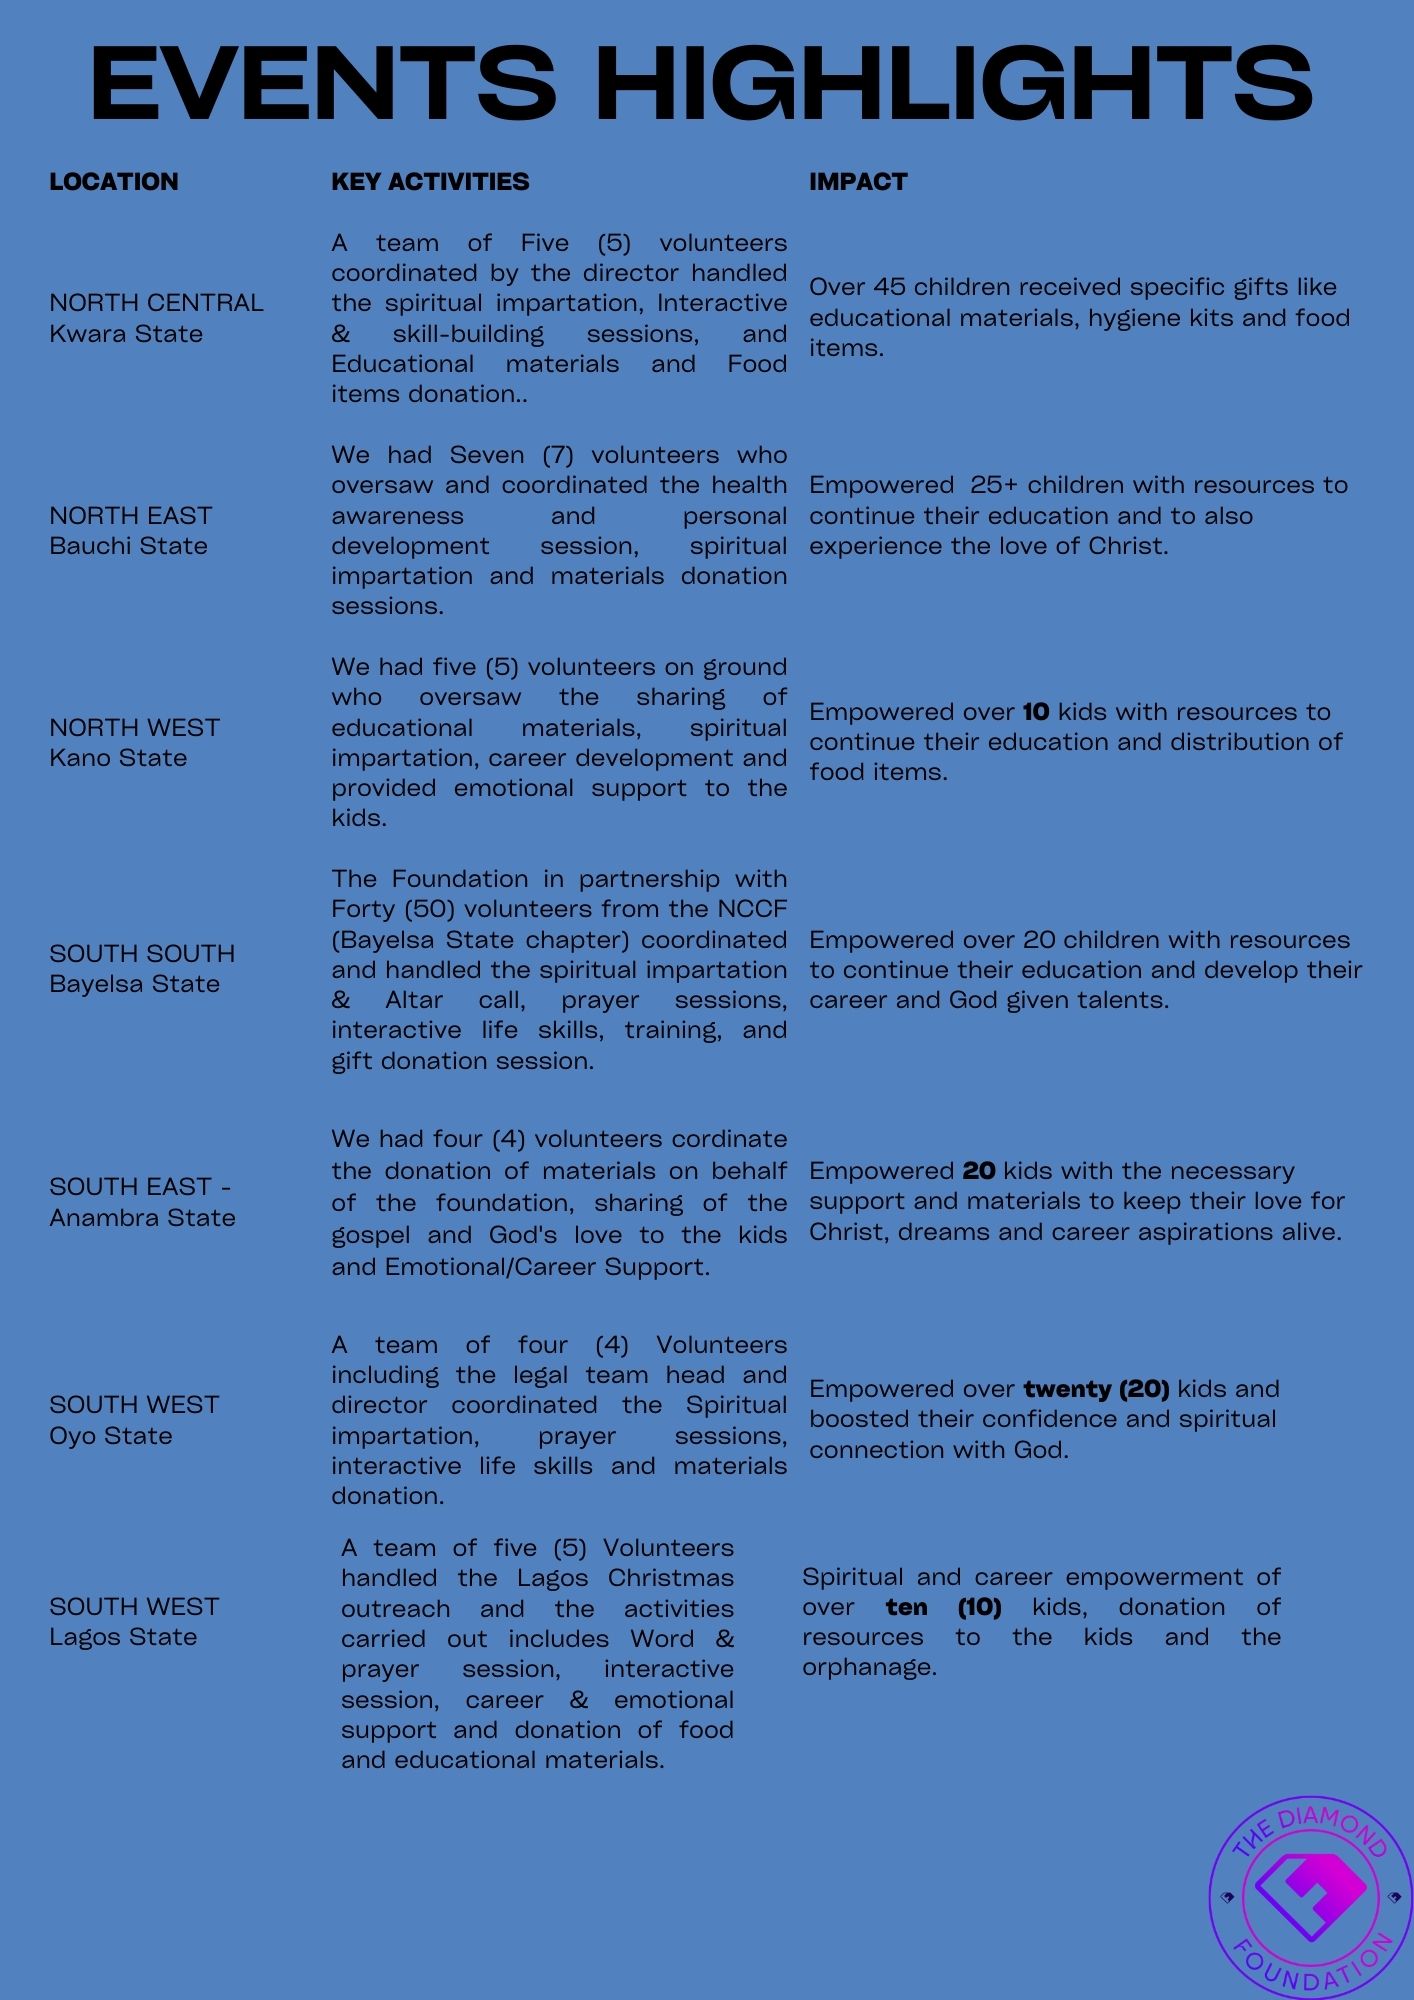 EVENTS HIGHLIGHTS
LOCATION
KEY ACTIVITIES
IMPACT
NORTH CENTRAL
Kwara State
A team of Five (5) volunteers
coordinated by the director handled
the spiritual impartation, Interactive
& skill-building sessions, and
Educational materials and Food
items donation..
Over 45 children received specific gifts like
educational materials, hygiene kits and food
items.
NORTH EAST
Bauchi State
We had Seven (7) volunteers who
oversaw and coordinated the health
awareness and personal
development session, spiritual
impartation and materials donation
sessions.
Empowered 25+ children with resources to
continue their education and to also
experience the love of Christ.
NORTH WEST
Kano State
We had five (5) volunteers on ground
who oversaw the sharing of
educational materials, spiritual
impartation, career development and
provided emotional support to the
kids.
Empowered over 10 kids with resources to
continue their education and distribution of
food items.
SOUTH SOUTH
Bayelsa State
The Foundation in partnership with
Forty (50) volunteers from the NCCF
(Bayelsa State chapter) coordinated
and handled the spiritual impartation
& Altar call, prayer sessions,
interactive life skills, training, and
gift donation session.
Empowered over 20 children with resources
to continue their education and develop their
career and God given talents.
SOUTH EAST -
Anambra State
We had four (4) volunteers cordinate
the donation of materials on behalf
of the foundation, sharing of the
gospel and God's love to the kids
and Emotional/Career Support.
Empowered 20 kids with the necessary
support and materials to keep their love for
Christ, dreams and career aspirations alive.
SOUTH WEST
Oyo State
A team of four (4) Volunteers
including the legal team head and
director coordinated the Spiritual
impartation, prayer sessions,
interactive life skills and materials
donation.
Empowered over twenty (20) kids and
boosted their confidence and spiritual
connection with God.
SOUTH WEST
Lagos State
A team of five (5) Volunteers
handled the Lagos Christmas
outreach and the activities
carried out includes Word &
prayer session, interactive
session, career & emotional
support and donation of food
and educational materials.
Spiritual and career empowerment of
over ten (10) kids, donation of
resources to the kids and the
orphanage.
THE DIAMOND
FOUNDATION